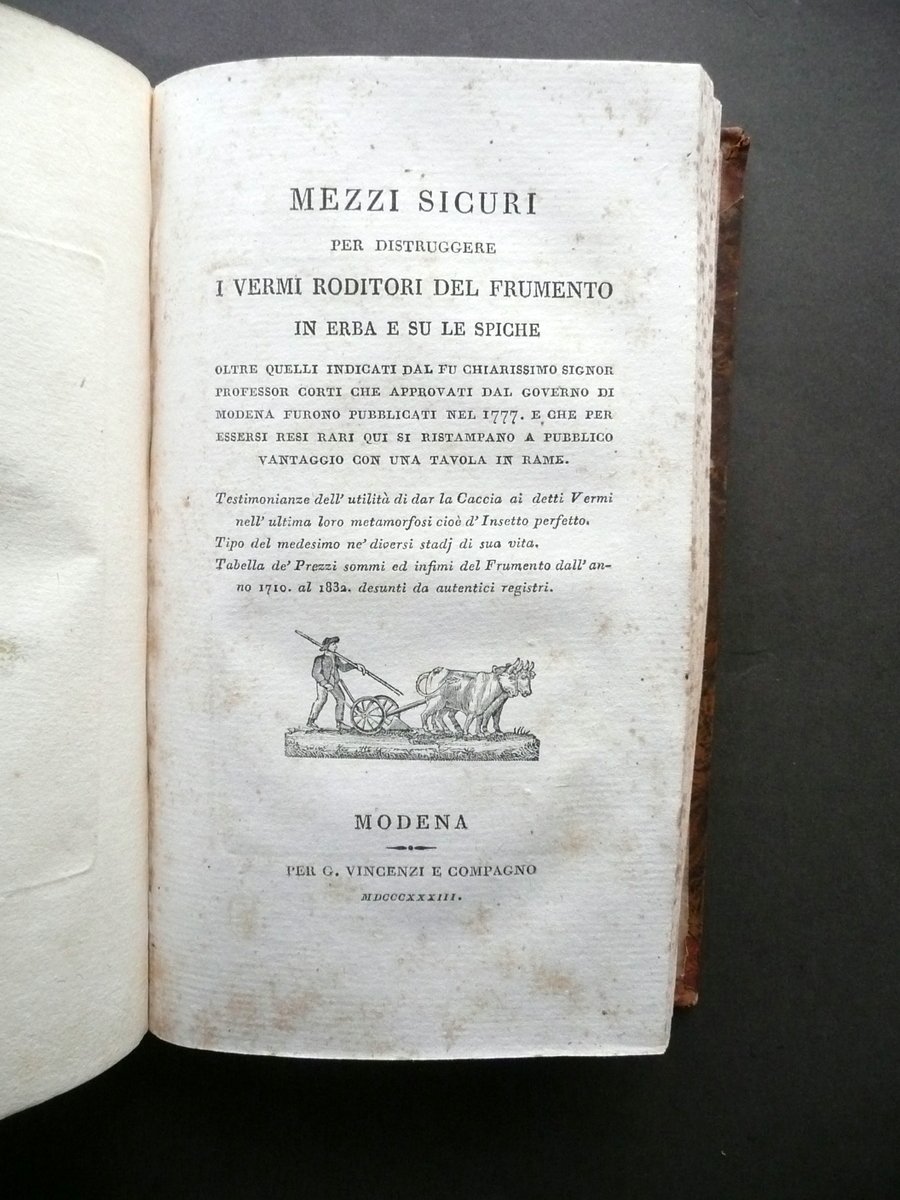 MEZZI SICURI
PER DISTRUGGERE
I VERMI RODITORI DEL FRUMENTO
IN ERBA E SU LE SPICHE
OLTRE QUELLI INDICATI DAL FU CHIARISSIMO SIGNOR
PROFESSOR CORTI CHE APPROVATI DAL GOVERNO DI
MODENA FURONO PUBBLICATI NEL 1777. E CHE PER
ESSERSI RESI RARI QUI SI RISTAMPANO A PUBBLICO
VANTAGGIO CON UNA TAVOLA IN RAME.
Testimonianze dell' utilità di dar la Caccia ai detti Vermi
nell' ultima loro metamorfosi cioè d' Insetto perfetto.
Tipo del medesimo ne' diversi stadj di sua vita.
Tabella de' Prezzi sommi ed infimi del Frumento dall' an-
no 1710. al 1832. desunti da autentici registri.
MODENA
PER G. VINCENZI E COMPAGNO
MDCCCXXXIII.